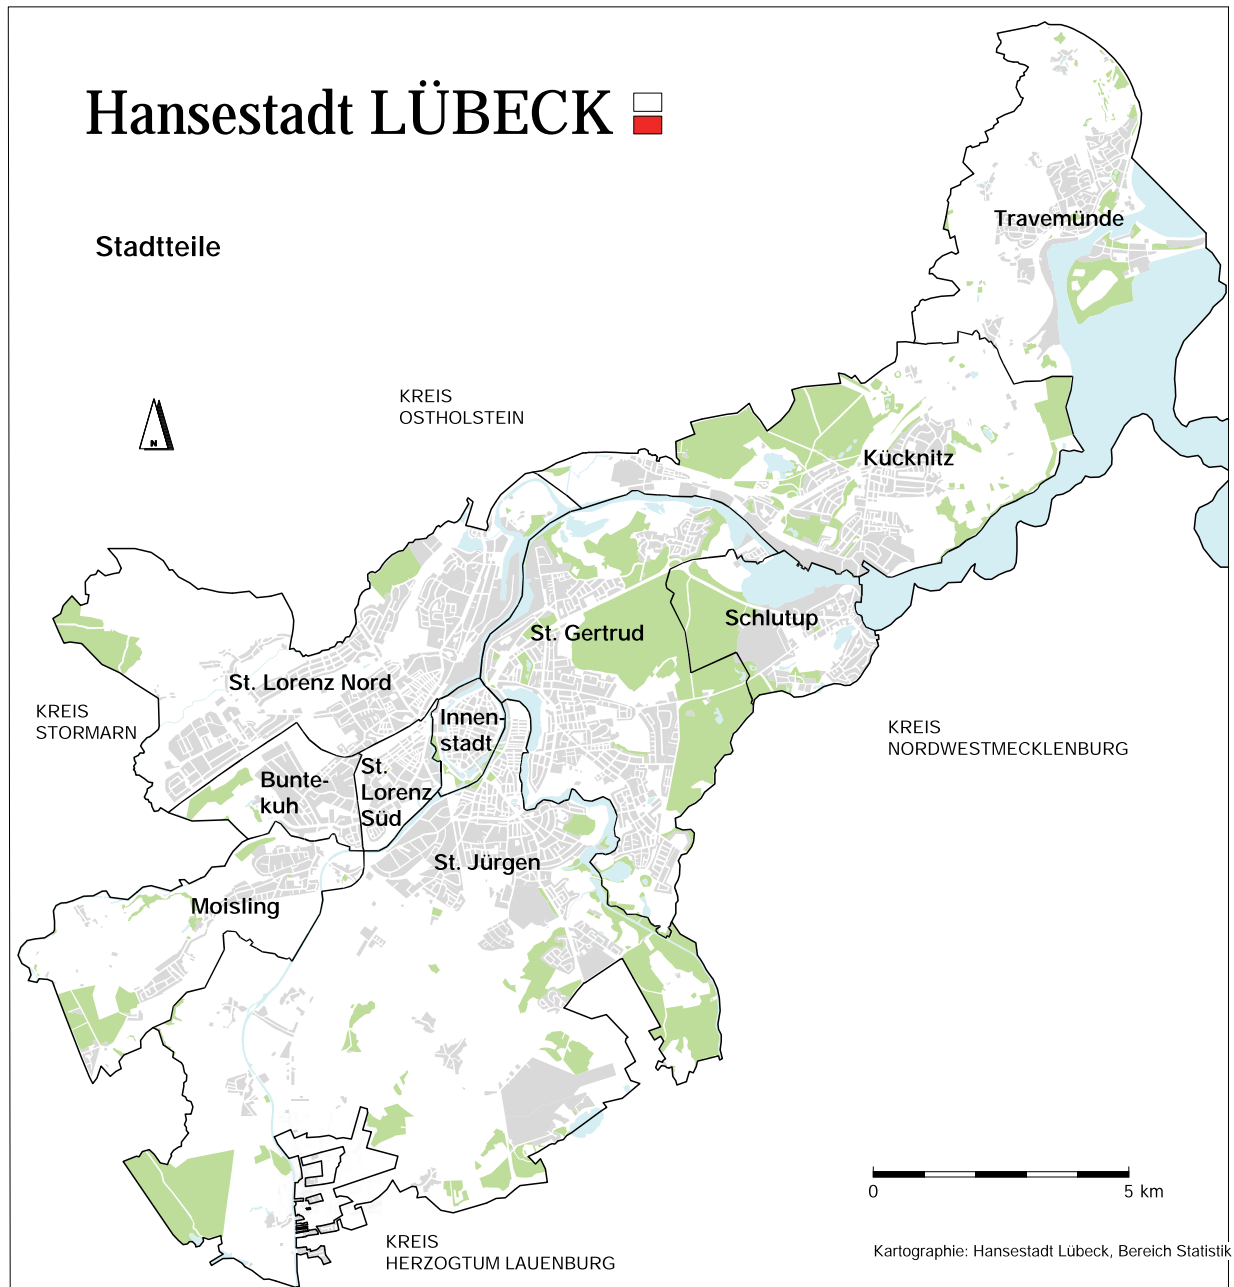 Hansestadt LÜBECK
Stadtteile
Travemünde
KREIS
OSTHOLSTEIN
N
Kücknitz
Schlutup
St. Gertrud
St. Lorenz Nord
KREIS
STORMARN
Innen-
stadt
KREIS
NORDWESTMECKLENBURG
Bunte-
kuh
St.
Lorenz
Süd
St. Jürgen
Moisling
0 5 km
KREIS
HERZOGTUM LAUENBURG
Kartographie: Hansestadt Lübeck, Bereich Statistik